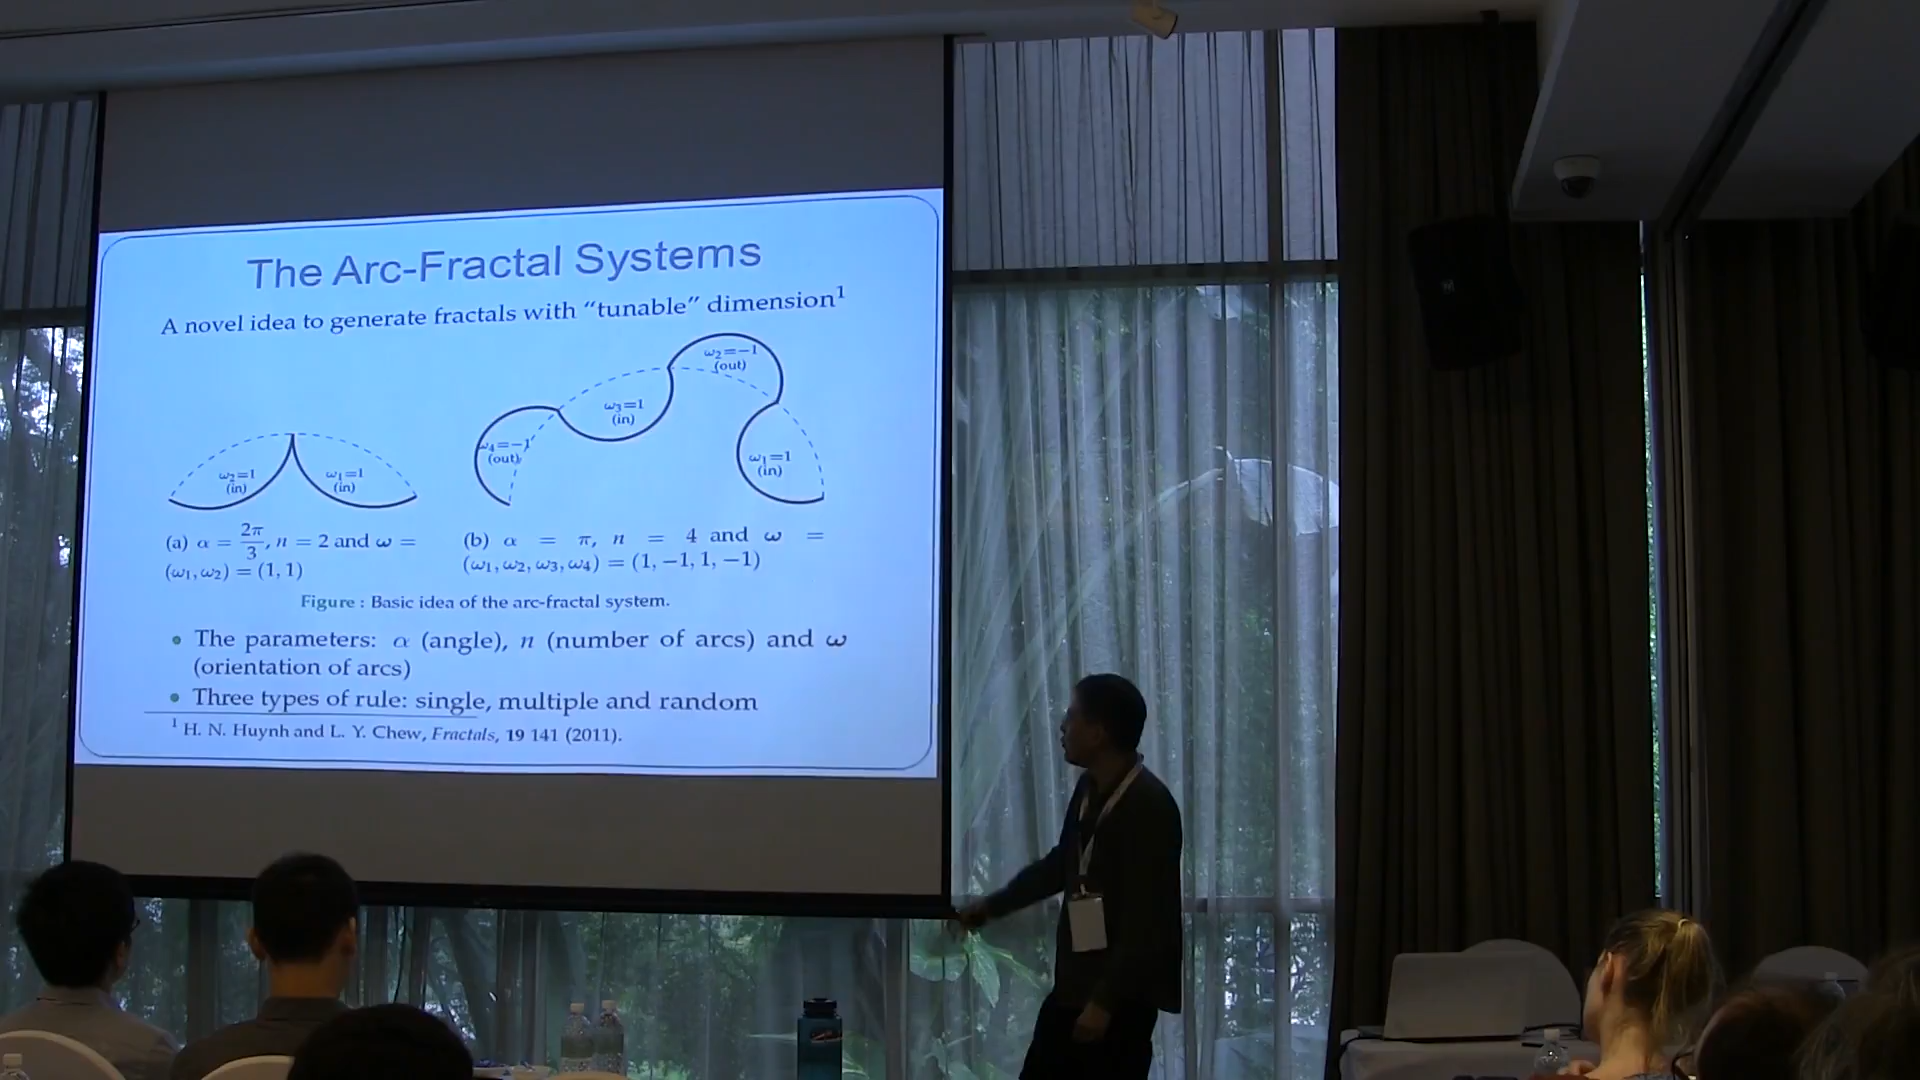 The Arc-Fractal Systems
A novel idea to generate fractals with “tunable” dimension¹
ω₂=−1
(out)
ω₃=1
(in)
ω₄=−1
(out)
ω₁=1
(in)
ω₂=1
(in)
ω₁=1
(in)
(a) α = 2π/3, n = 2 and ω =
(ω₁, ω₂) = (1, 1)
(b) α = π, n = 4 and ω =
(ω₁, ω₂, ω₃, ω₄) = (1, −1, 1, −1)
Figure : Basic idea of the arc-fractal system.
• The parameters: α (angle), n (number of arcs) and ω
(orientation of arcs)
• Three types of rule: single, multiple and random
¹ H. N. Huynh and L. Y. Chew, Fractals, 19 141 (2011).